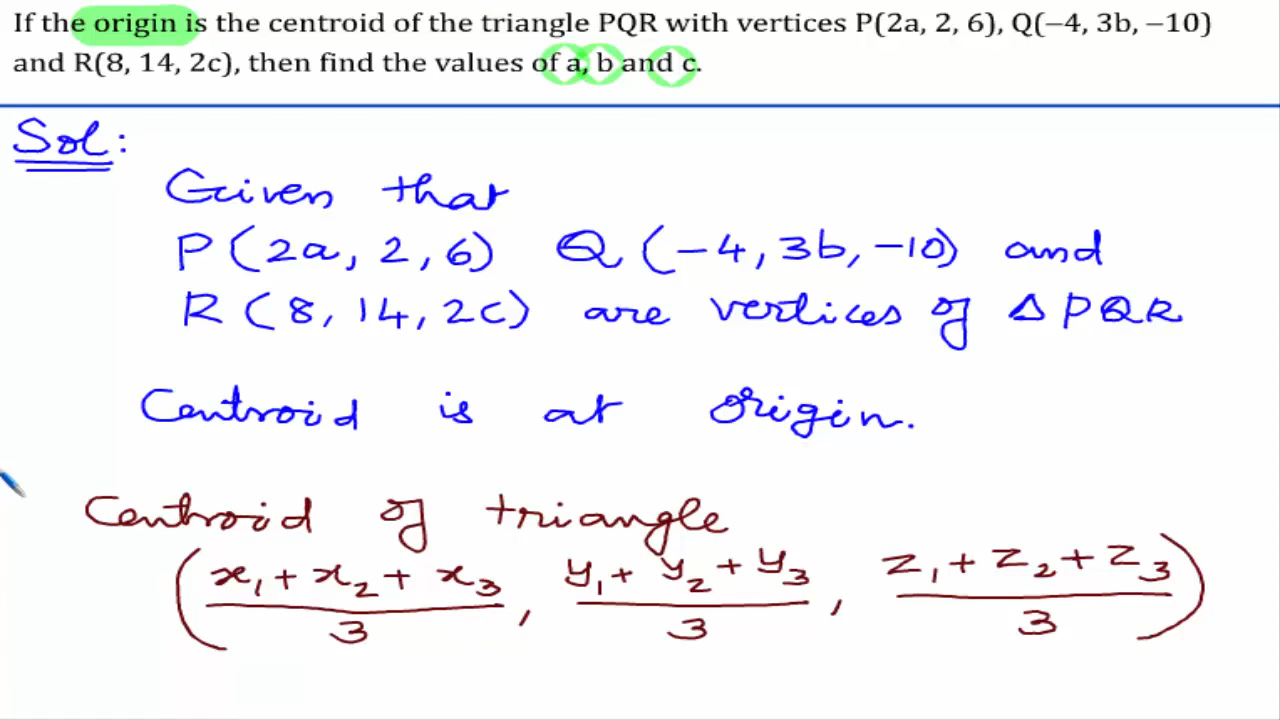 If the origin is the centroid of the triangle PQR with vertices P(2a, 2, 6), Q(−4, 3b, −10)
and R(8, 14, 2c), then find the values of a, b and c.
Sol:
Given that
P(2a, 2, 6) Q(−4, 3b, −10) and
R(8, 14, 2c) are vertices of Δ PQR
Centroid is at origin.
Centroid of triangle
(x₁ + x₂ + x₃ / 3, y₁ + y₂ + y₃ / 3, z₁ + z₂ + z₃ / 3)